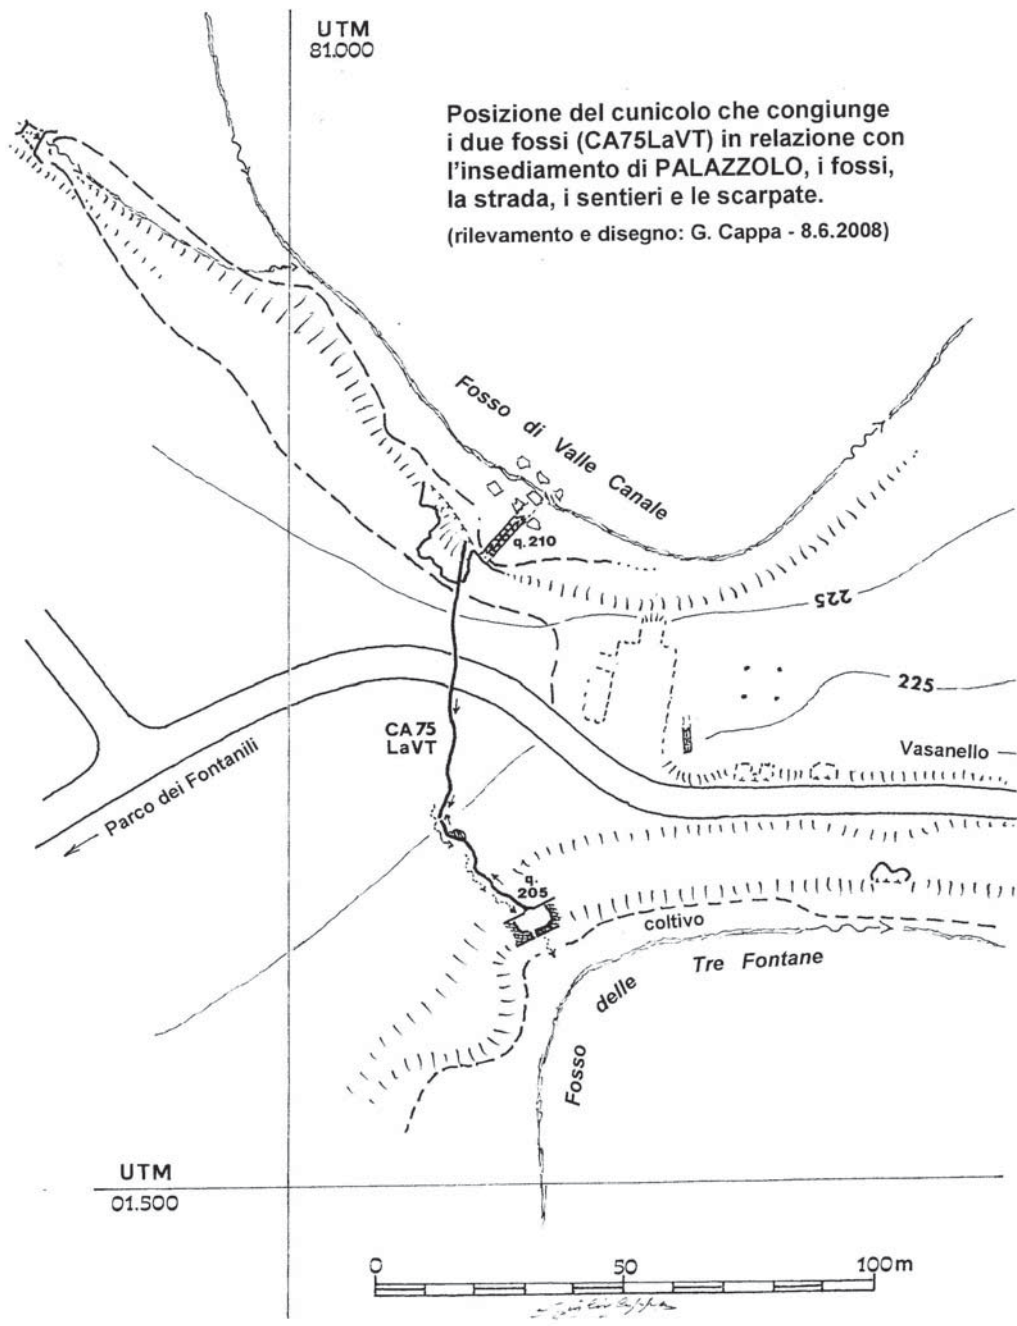 UTM
81.000
Posizione del cunicolo che congiunge
i due fossi (CA75LaVT) in relazione con
l'insediamento di PALAZZOLO, i fossi,
la strada, i sentieri e le scarpate.
(rilevamento e disegno: G. Cappa - 8.6.2008)
Fosso di Valle Canale
q.210
225
225
CA75
LaVT
Vasanello
Parco dei Fontanili
q.
205
coltivo
Fosso delle Tre Fontane
UTM
01.500
0 50 100m